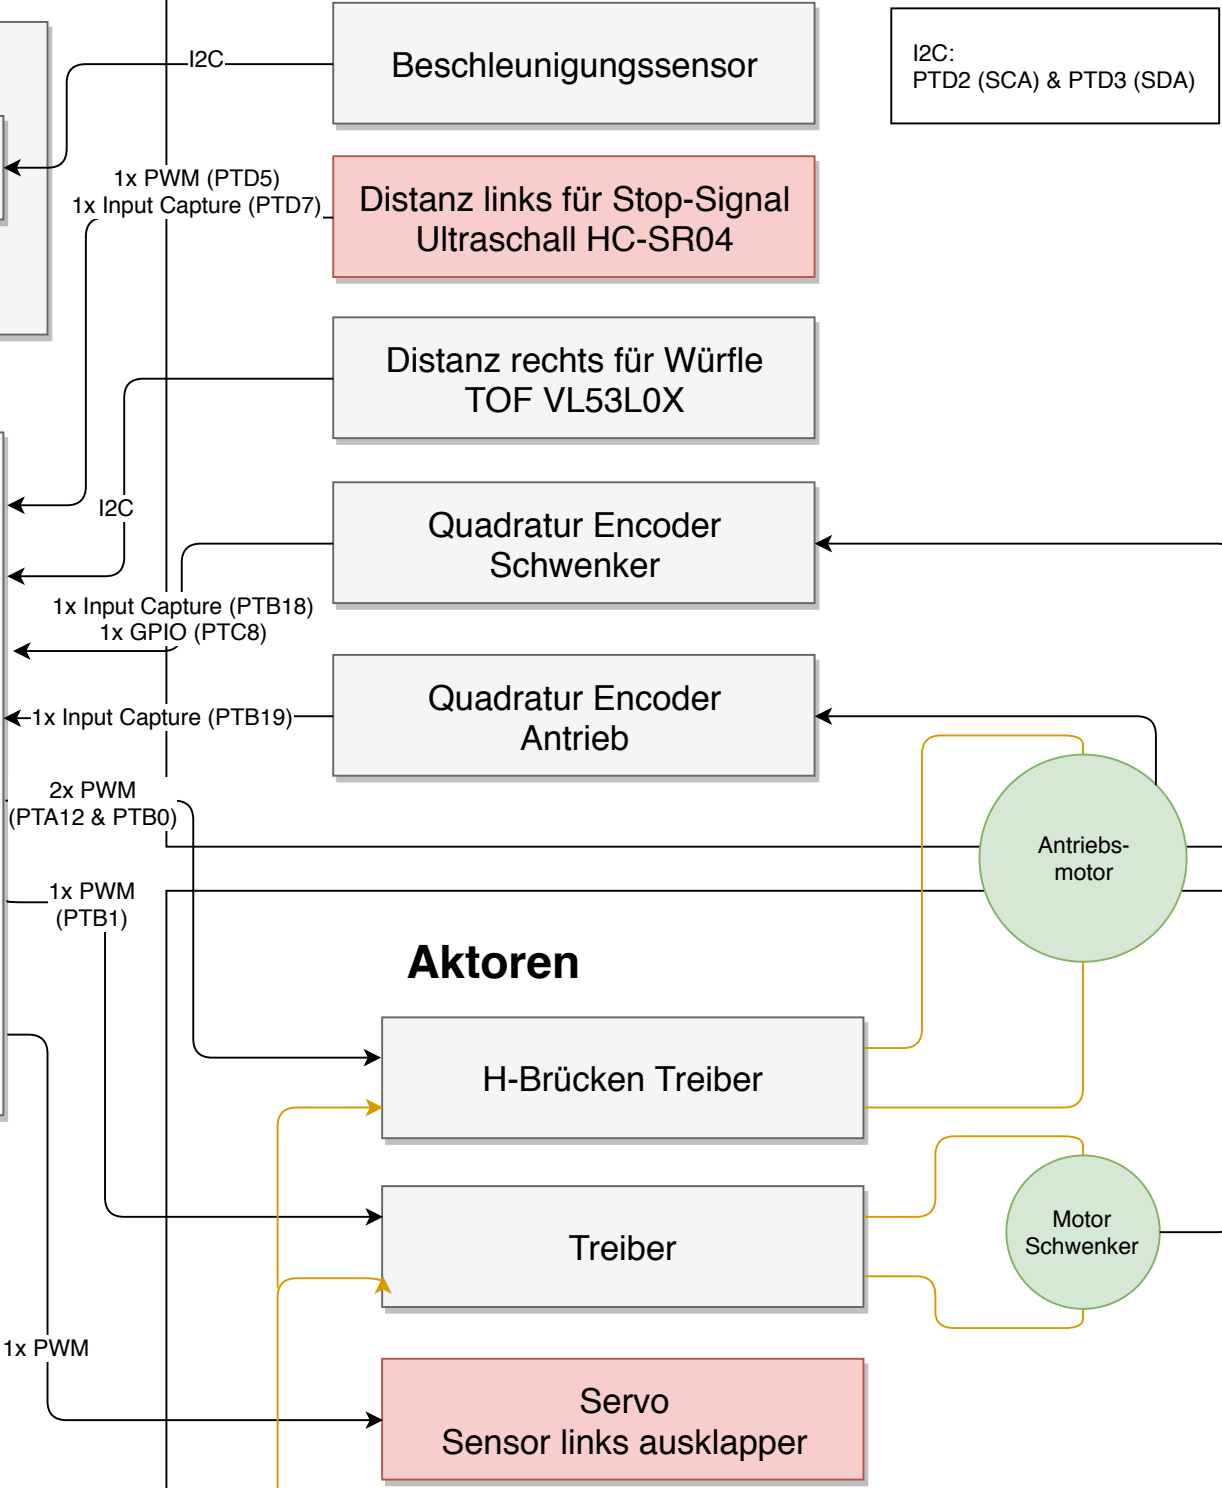 I2C
Beschleunigungssensor
I2C:
PTD2 (SCA) & PTD3 (SDA)
1x PWM (PTD5)
1x Input Capture (PTD7)
Distanz links für Stop-Signal
Ultraschall HC-SR04
Distanz rechts für Würfle
TOF VL53L0X
I2C
Quadratur Encoder
Schwenker
1x Input Capture (PTB18)
1x GPIO (PTC8)
Quadratur Encoder
Antrieb
1x Input Capture (PTB19)
2x PWM
(PTA12 & PTB0)
Antriebs-
motor
1x PWM
(PTB1)
Aktoren
H-Brücken Treiber
Treiber
Motor
Schwenker
1x PWM
Servo
Sensor links ausklapper